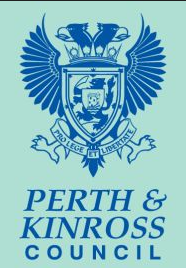 PRO LEGE ET LIBERTATE
PERTH &
KINROSS
COUNCIL